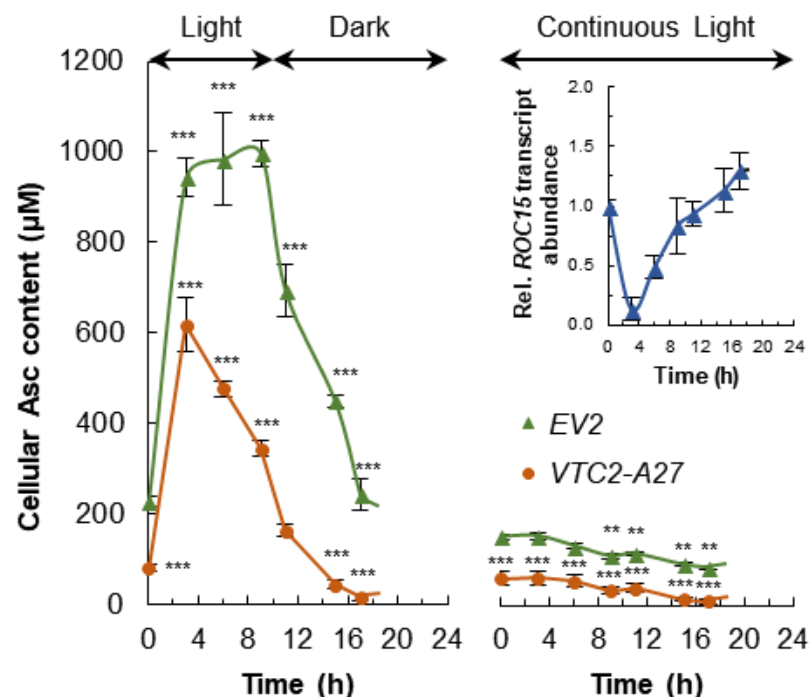 Light Dark
Cellular Asc content (µM)
1200
1000
800
600
400
200
0
***
***
***
***
***
***
***
***
***
***
***
***
***
0 4 8 12 16 20 24
Time (h)
Continuous Light
Rel. ROC15 transcript
abundance
2.0
1.5
1.0
0.5
0.0
0 4 8 12 16 20 24
Time (h)
EV2
VTC2-A27
** ** ** **
*** *** *** *** *** *** ***
0 4 8 12 16 20 24
Time (h)